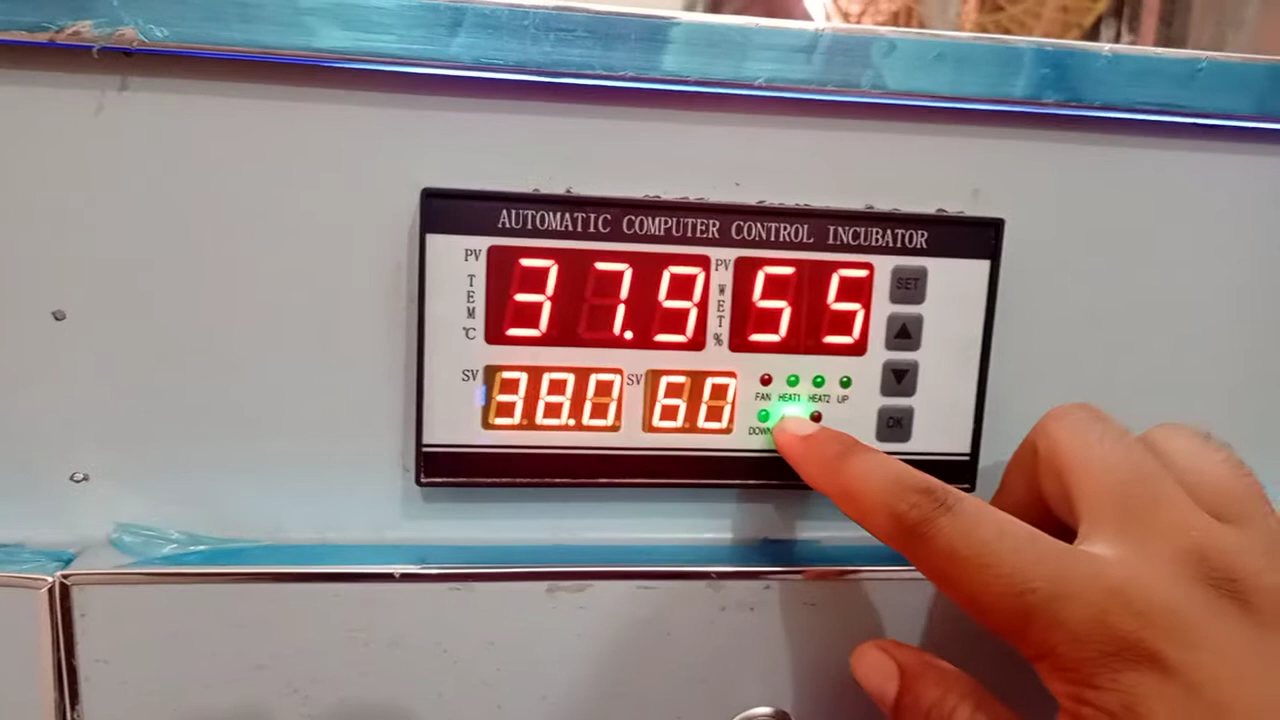 AUTOMATIC COMPUTER CONTROL INCUBATOR
PV TEM ℃ 37.9 PV WET % 55 SET
SV 38.0 SV 60
FAN HEAT1 HEAT2 UP
DOWN OK